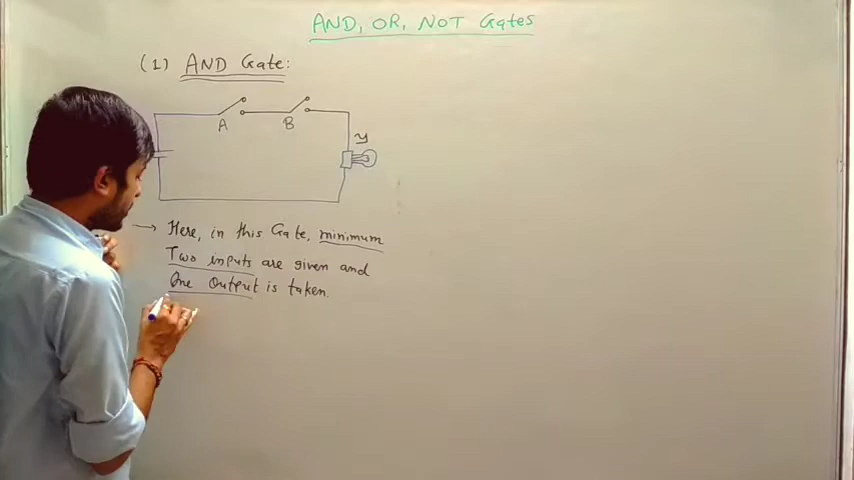 AND, OR, NOT Gates
(1) AND Gate:
A B
y
→ Here, in this Gate, minimum
Two inputs are given and
One Output is taken.